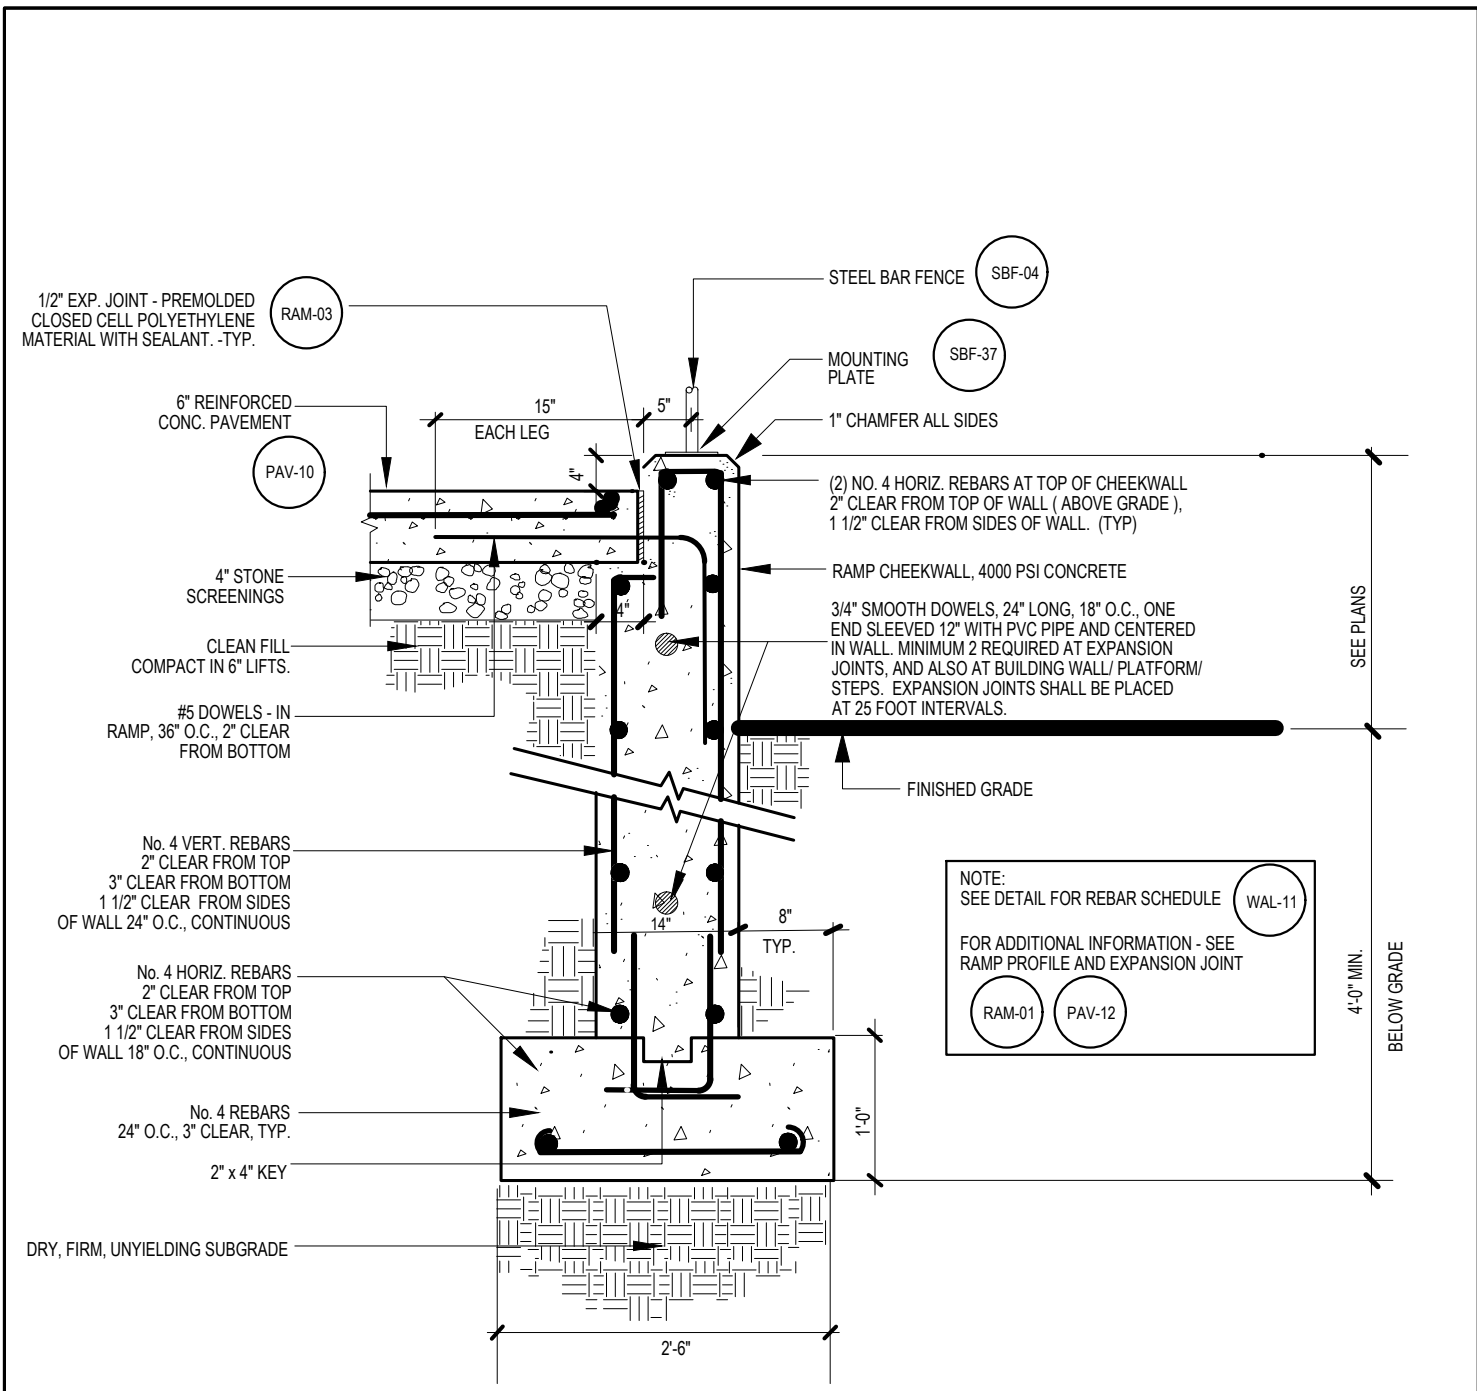 STEEL BAR FENCE
SBF-04
1/2" EXP. JOINT - PREMOLDED
CLOSED CELL POLYETHYLENE
MATERIAL WITH SEALANT. -TYP.
RAM-03
MOUNTING
PLATE
SBF-37
6" REINFORCED
CONC. PAVEMENT
PAV-10
15"
EACH LEG
5"
1" CHAMFER ALL SIDES
4"
(2) NO. 4 HORIZ. REBARS AT TOP OF CHEEKWALL
2" CLEAR FROM TOP OF WALL ( ABOVE GRADE ),
1 1/2" CLEAR FROM SIDES OF WALL. (TYP)
4" STONE
SCREENINGS
RAMP CHEEKWALL, 4000 PSI CONCRETE
4"
3/4" SMOOTH DOWELS, 24" LONG, 18" O.C., ONE
END SLEEVED 12" WITH PVC PIPE AND CENTERED
IN WALL. MINIMUM 2 REQUIRED AT EXPANSION
JOINTS, AND ALSO AT BUILDING WALL/ PLATFORM/
STEPS. EXPANSION JOINTS SHALL BE PLACED
AT 25 FOOT INTERVALS.
SEE PLANS
CLEAN FILL
COMPACT IN 6" LIFTS.
#5 DOWELS - IN
RAMP, 36" O.C., 2" CLEAR
FROM BOTTOM
FINISHED GRADE
No. 4 VERT. REBARS
2" CLEAR FROM TOP
3" CLEAR FROM BOTTOM
1 1/2" CLEAR FROM SIDES
OF WALL 24" O.C., CONTINUOUS
14"
8"
TYP.
NOTE:
SEE DETAIL FOR REBAR SCHEDULE
WAL-11
FOR ADDITIONAL INFORMATION - SEE
RAMP PROFILE AND EXPANSION JOINT
RAM-01
PAV-12
4'-0" MIN.
BELOW GRADE
No. 4 HORIZ. REBARS
2" CLEAR FROM TOP
3" CLEAR FROM BOTTOM
1 1/2" CLEAR FROM SIDES
OF WALL 18" O.C., CONTINUOUS
No. 4 REBARS
24" O.C., 3" CLEAR, TYP.
1'-0"
2" x 4" KEY
DRY, FIRM, UNYIELDING SUBGRADE
2'-6"